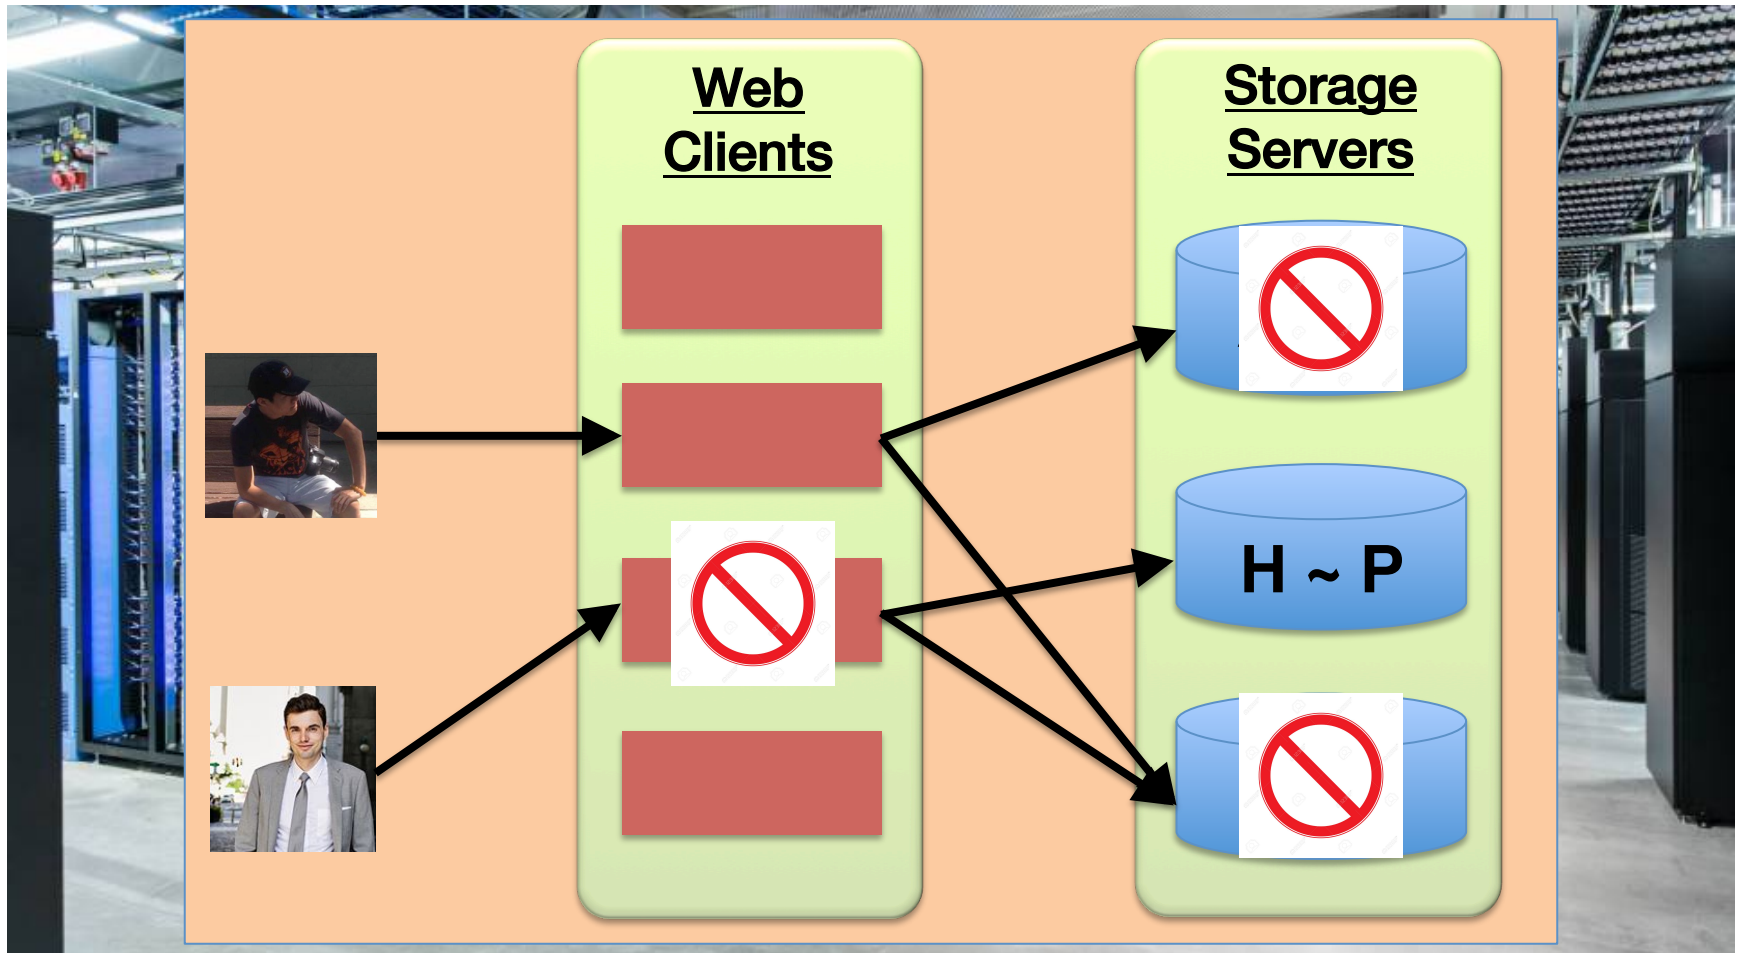 Web
Clients
Storage
Servers
H ~ P